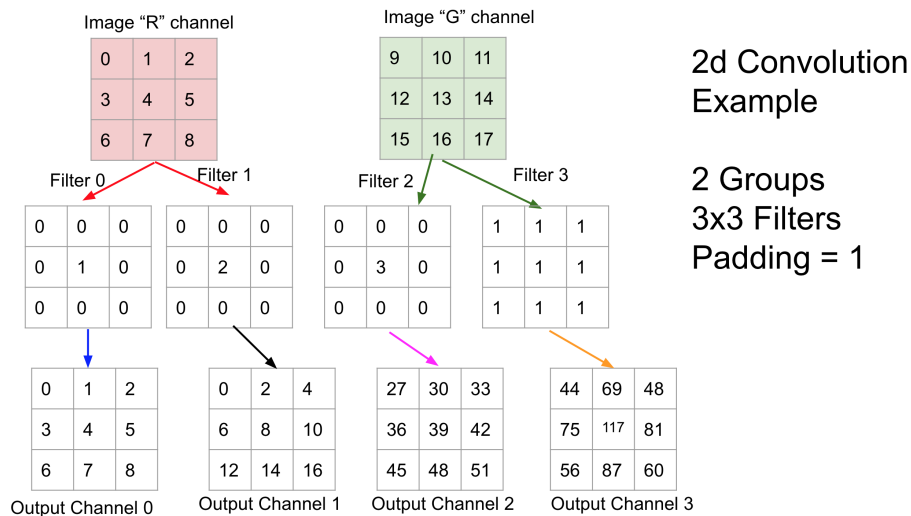 Image “R” channel
Image “G” channel
2d Convolution
Example
2 Groups
3x3 Filters
Padding = 1
0 1 2
3 4 5
6 7 8
9 10 11
12 13 14
15 16 17
Filter 0
Filter 1
Filter 2
Filter 3
0 0 0
0 1 0
0 0 0
0 0 0
0 2 0
0 0 0
0 0 0
0 3 0
0 0 0
1 1 1
1 1 1
1 1 1
0 1 2
3 4 5
6 7 8
0 2 4
6 8 10
12 14 16
27 30 33
36 39 42
45 48 51
44 69 48
75 117 81
56 87 60
Output Channel 0
Output Channel 1
Output Channel 2
Output Channel 3